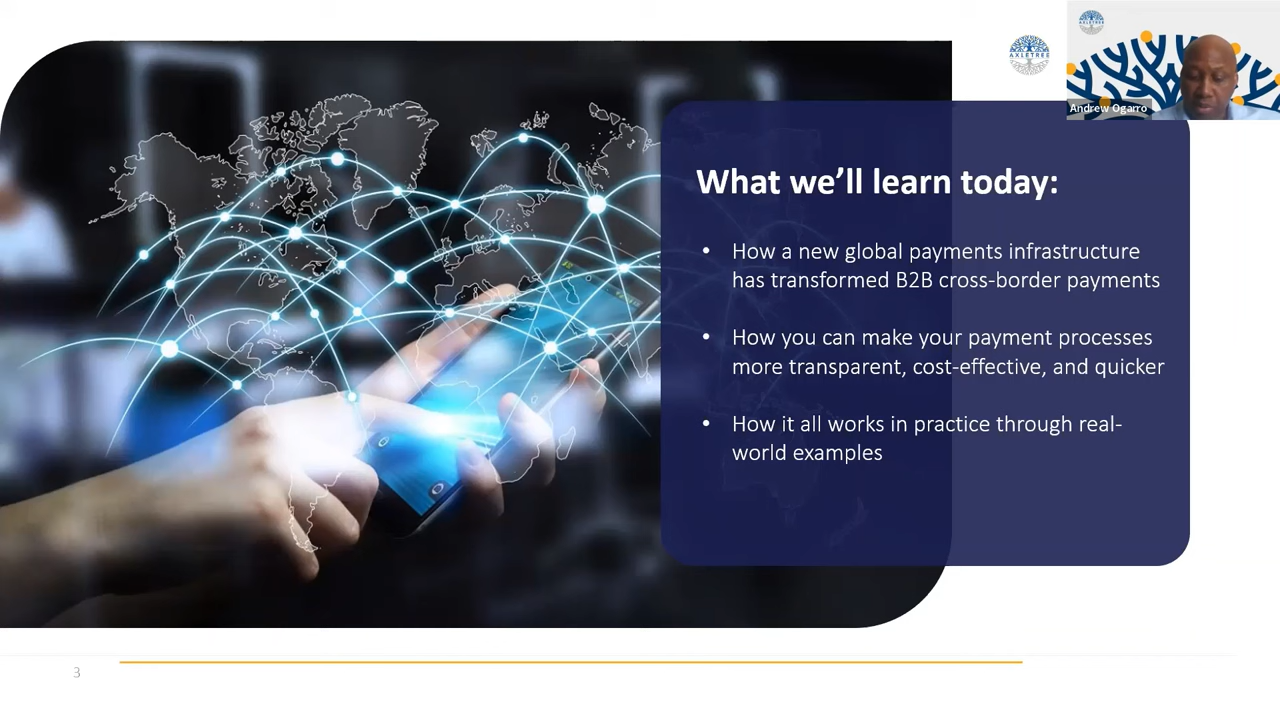 AXLETREE
AXLETREE
Andrew Ogarro
What we’ll learn today:
• How a new global payments infrastructure
has transformed B2B cross-border payments
• How you can make your payment processes
more transparent, cost-effective, and quicker
• How it all works in practice through real-
world examples
3